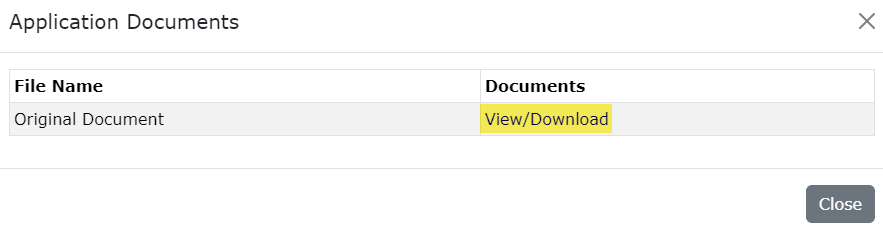 Application Documents
File Name Documents
Original Document View/Download
Close